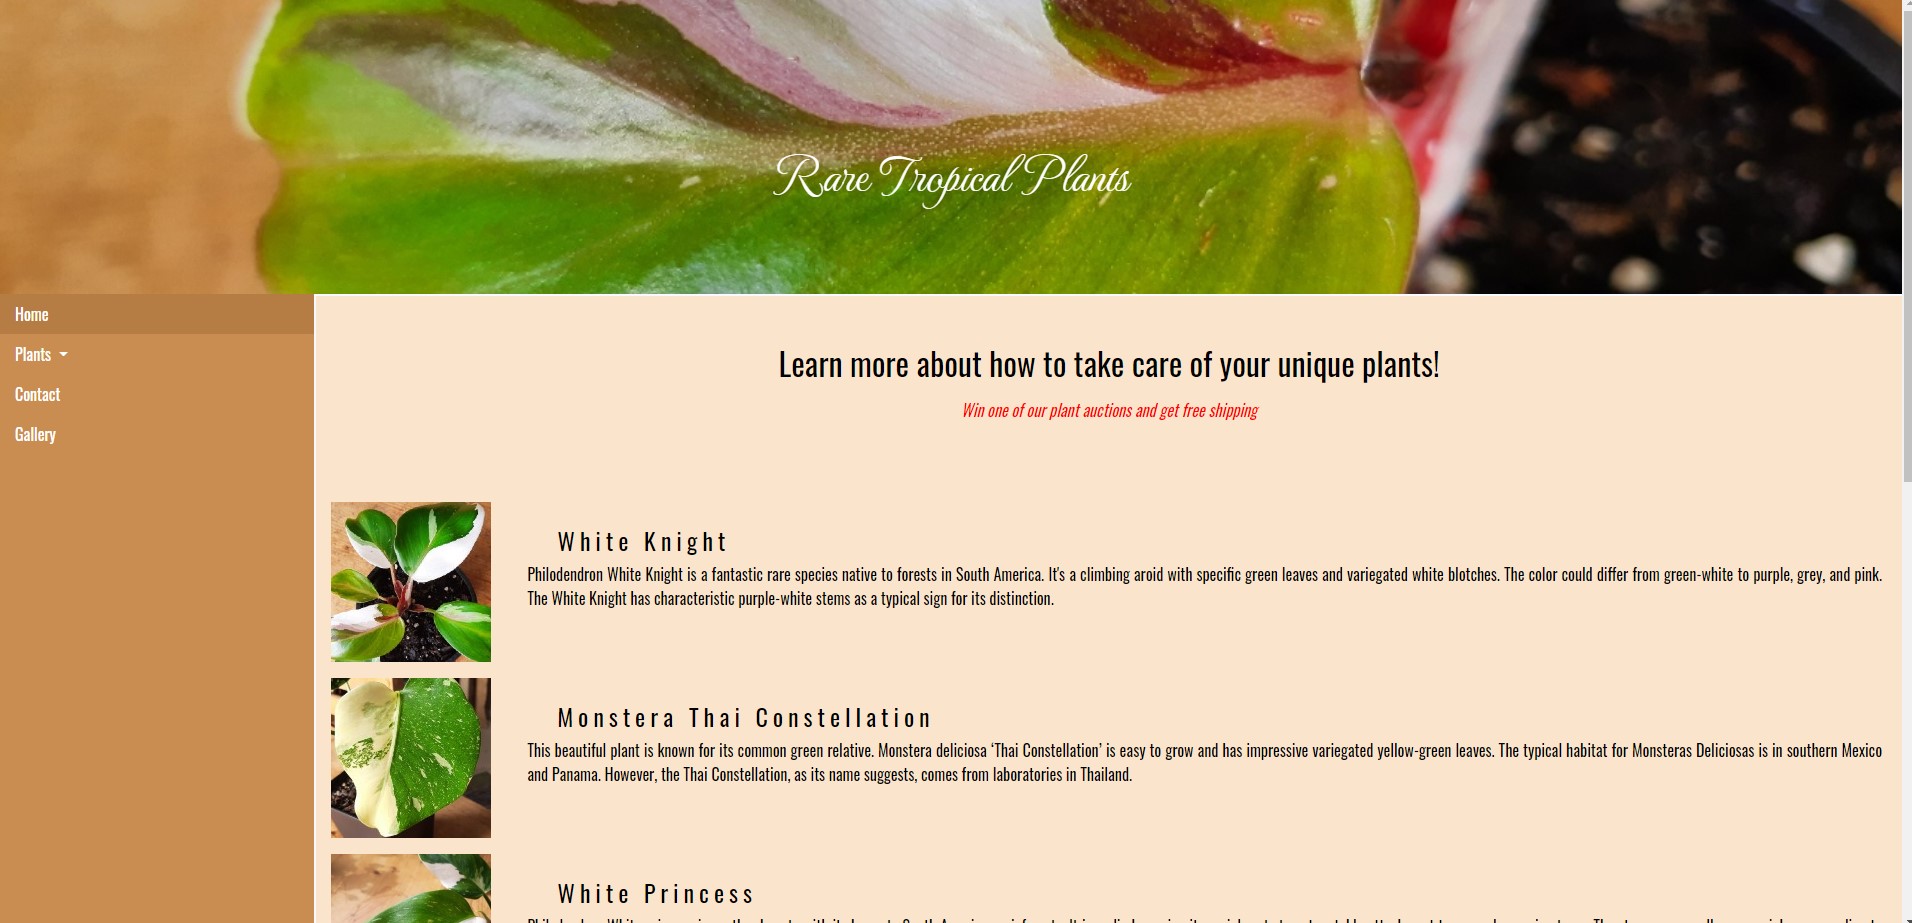 Rare Tropical Plants
Home
Plants
Contact
Gallery
Learn more about how to take care of your unique plants!
Win one of our plant auctions and get free shipping
White Knight
Philodendron White Knight is a fantastic rare species native to forests in South America. It's a climbing aroid with specific green leaves and variegated white blotches. The color could differ from green-white to purple, grey, and pink.
The White Knight has characteristic purple-white stems as a typical sign for its distinction.
Monstera Thai Constellation
This beautiful plant is known for its common green relative. Monstera deliciosa ‘Thai Constellation’ is easy to grow and has impressive variegated yellow-green leaves. The typical habitat for Monsteras Deliciosas is in southern Mexico
and Panama. However, the Thai Constellation, as its name suggests, comes from laboratories in Thailand.
White Princess